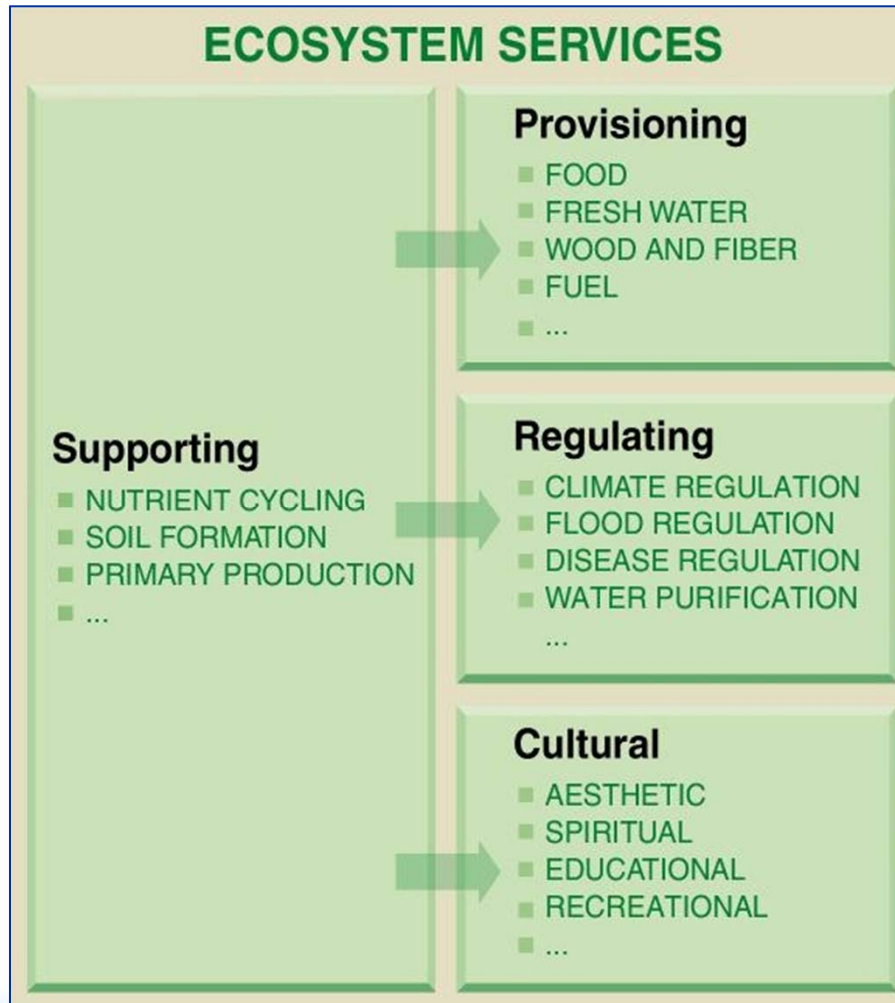 ECOSYSTEM SERVICES
Supporting
NUTRIENT CYCLING
SOIL FORMATION
PRIMARY PRODUCTION
...
Provisioning
FOOD
FRESH WATER
WOOD AND FIBER
FUEL
...
Regulating
CLIMATE REGULATION
FLOOD REGULATION
DISEASE REGULATION
WATER PURIFICATION
...
Cultural
AESTHETIC
SPIRITUAL
EDUCATIONAL
RECREATIONAL
...